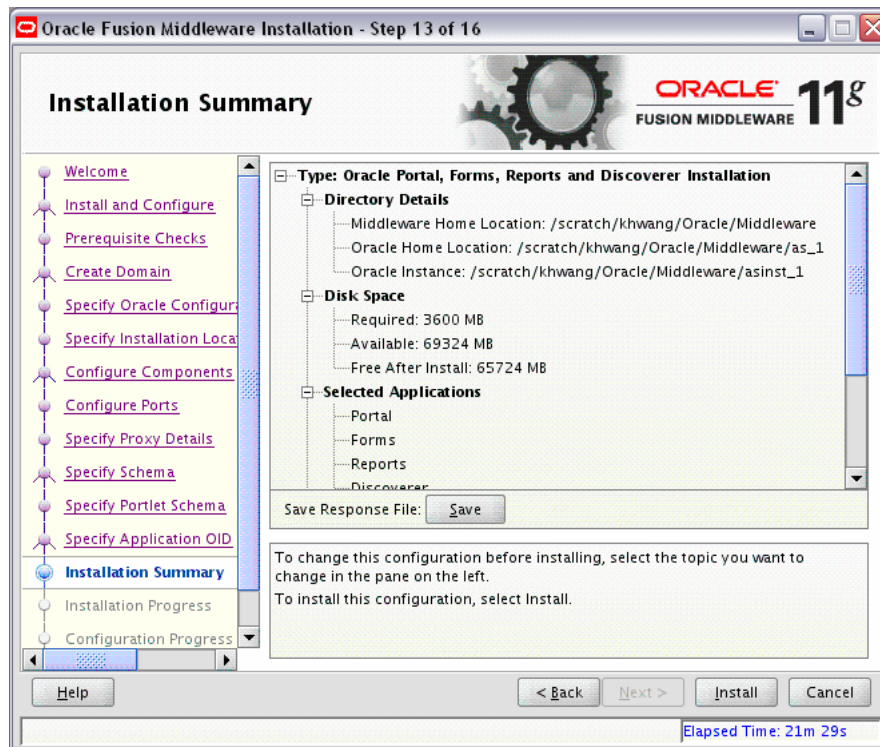 Oracle Fusion Middleware Installation - Step 13 of 16
Installation Summary
ORACLE
FUSION MIDDLEWARE 11g
Welcome
Install and Configure
Prerequisite Checks
Create Domain
Specify Oracle Configura
Specify Installation Loca
Configure Components
Configure Ports
Specify Proxy Details
Specify Schema
Specify Portlet Schema
Specify Application OID
Installation Summary
Installation Progress
Configuration Progress
Type: Oracle Portal, Forms, Reports and Discoverer Installation
Directory Details
Middleware Home Location: /scratch/khwang/Oracle/Middleware
Oracle Home Location: /scratch/khwang/Oracle/Middleware/as_1
Oracle Instance: /scratch/khwang/Oracle/Middleware/asinst_1
Disk Space
Required: 3600 MB
Available: 69324 MB
Free After Install: 65724 MB
Selected Applications
Portal
Forms
Reports
Discoverer
Save Response File: Save
To change this configuration before installing, select the topic you want to
change in the pane on the left.
To install this configuration, select Install.
Help < Back Next > Install Cancel
Elapsed Time: 21m 29s